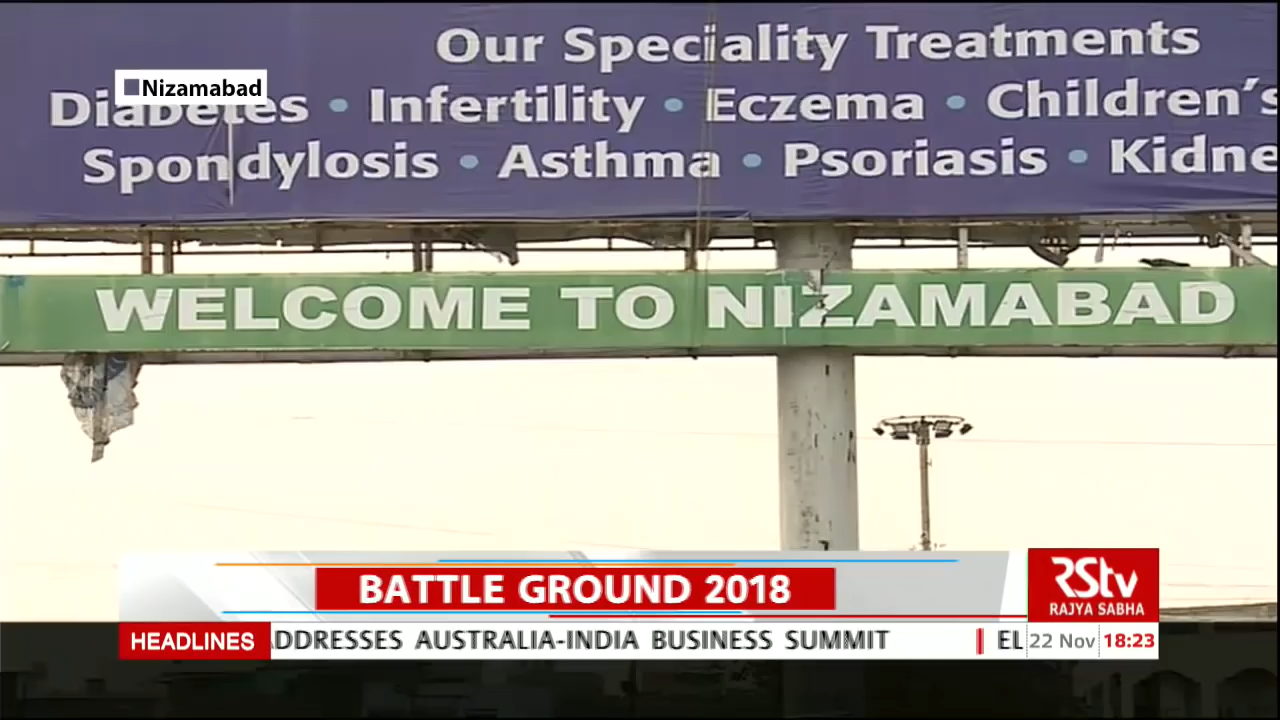 Our Speciality Treatments
Nizamabad
Diabetes • Infertility • Eczema • Children's
Spondylosis • Asthma • Psoriasis • Kidne
WELCOME TO NIZAMABAD
BATTLE GROUND 2018
RStv
RAJYA SABHA
HEADLINES
ADDRESSES AUSTRALIA-INDIA BUSINESS SUMMIT | EL
22 Nov 18:23